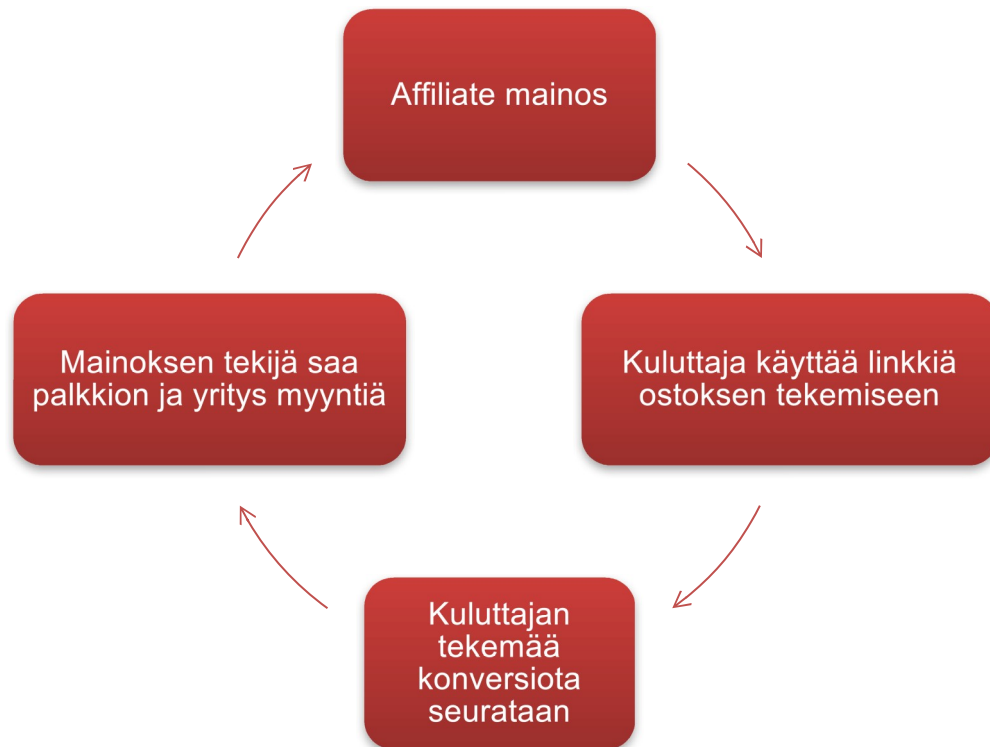 Affiliate mainos
Kuluttaja käyttää linkkiä
ostoksen tekemiseen
Kuluttajan
tekemää
konversiota
seurataan
Mainoksen tekijä saa
palkkion ja yritys myyntiä